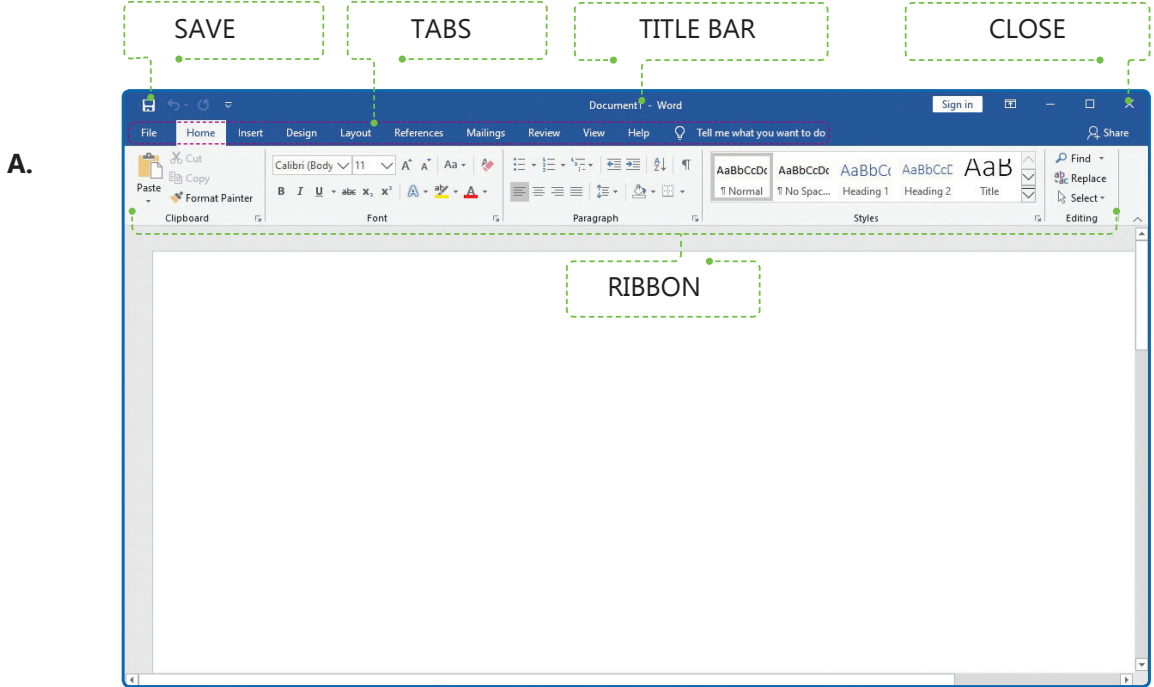 SAVE TABS TITLE BAR CLOSE
Document1 - Word Sign in
File Home Insert Design Layout References Mailings Review View Help Tell me what you want to do Share
A.
Paste
Cut
Copy
Format Painter
Clipboard
Calibri (Body 11 A A Aa
B I U abc x₂ x² A aby A
Font
Paragraph
AaBbCcDc AaBbCcDc AaBbCc AaBbCcE AaB
¶ Normal ¶ No Spac... Heading 1 Heading 2 Title
Styles
Find
Replace
Select
Editing
RIBBON